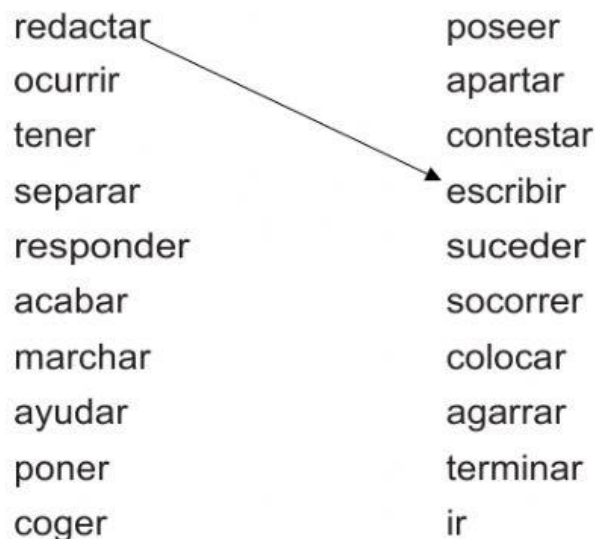 redactar poseer
ocurrir apartar
tener contestar
separar escribir
responder suceder
acabar socorrer
marchar colocar
ayudar agarrar
poner terminar
coger ir